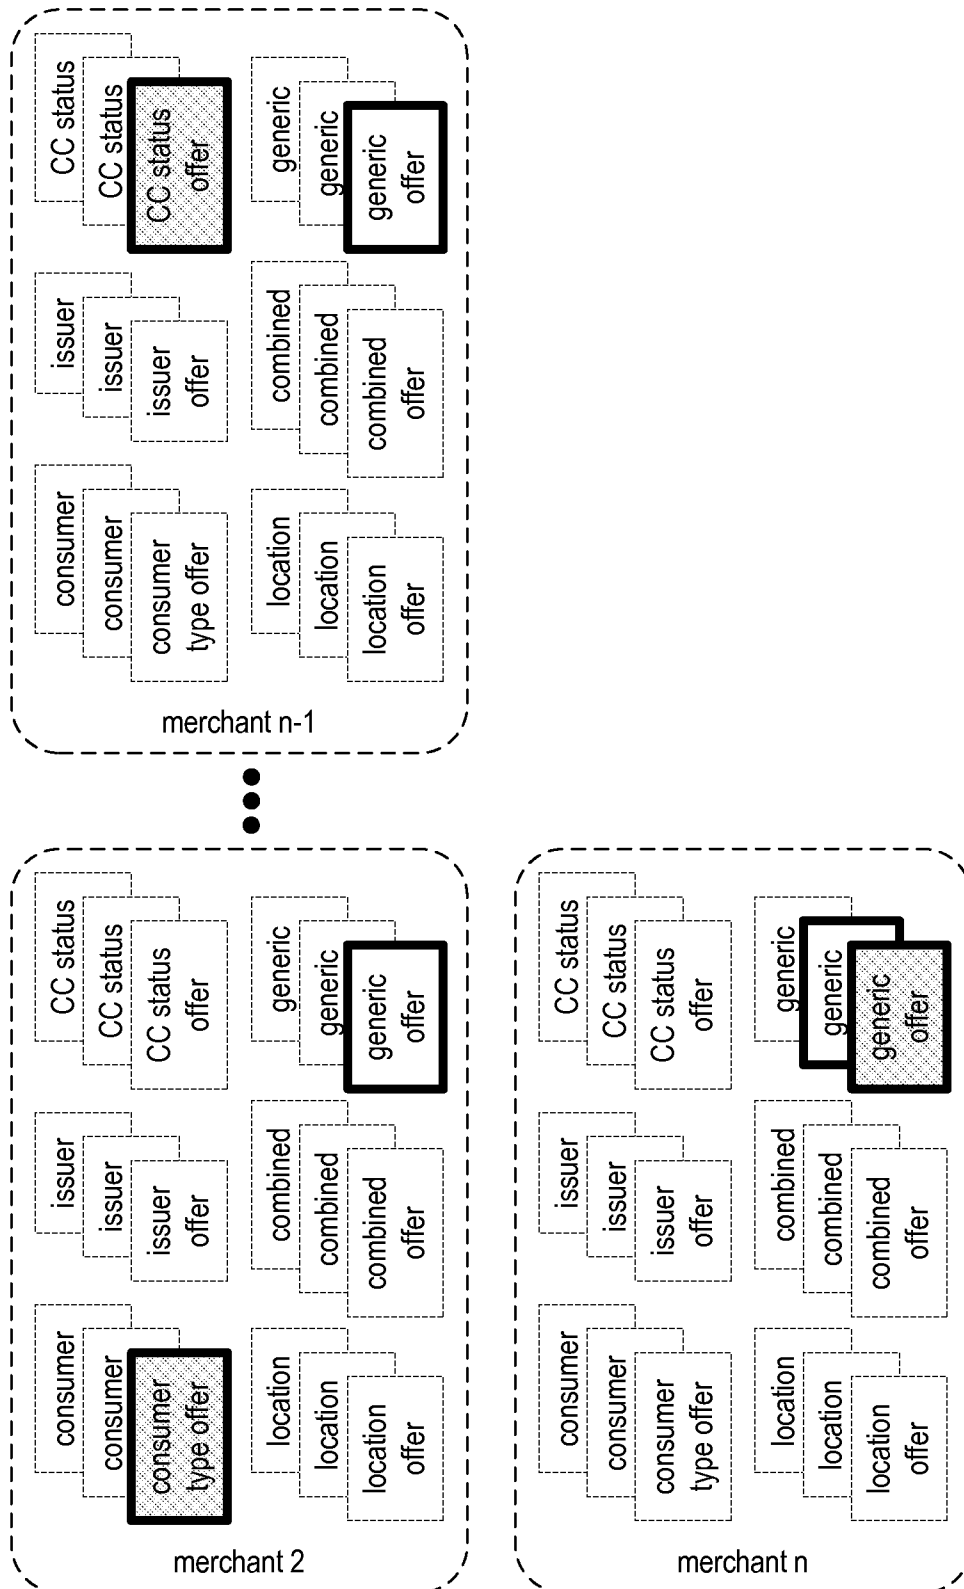 merchant 2
consumer
consumer
consumer
type offer
issuer
issuer
issuer
offer
CC status
CC status
CC status
offer
location
location
location
offer
combined
combined
combined
offer
generic
generic
generic
offer
merchant n-1
consumer
consumer
consumer
type offer
issuer
issuer
issuer
offer
CC status
CC status
CC status
offer
location
location
location
offer
combined
combined
combined
offer
generic
generic
generic
offer
merchant n
consumer
consumer
consumer
type offer
issuer
issuer
issuer
offer
CC status
CC status
CC status
offer
location
location
location
offer
combined
combined
combined
offer
generic
generic
generic
offer